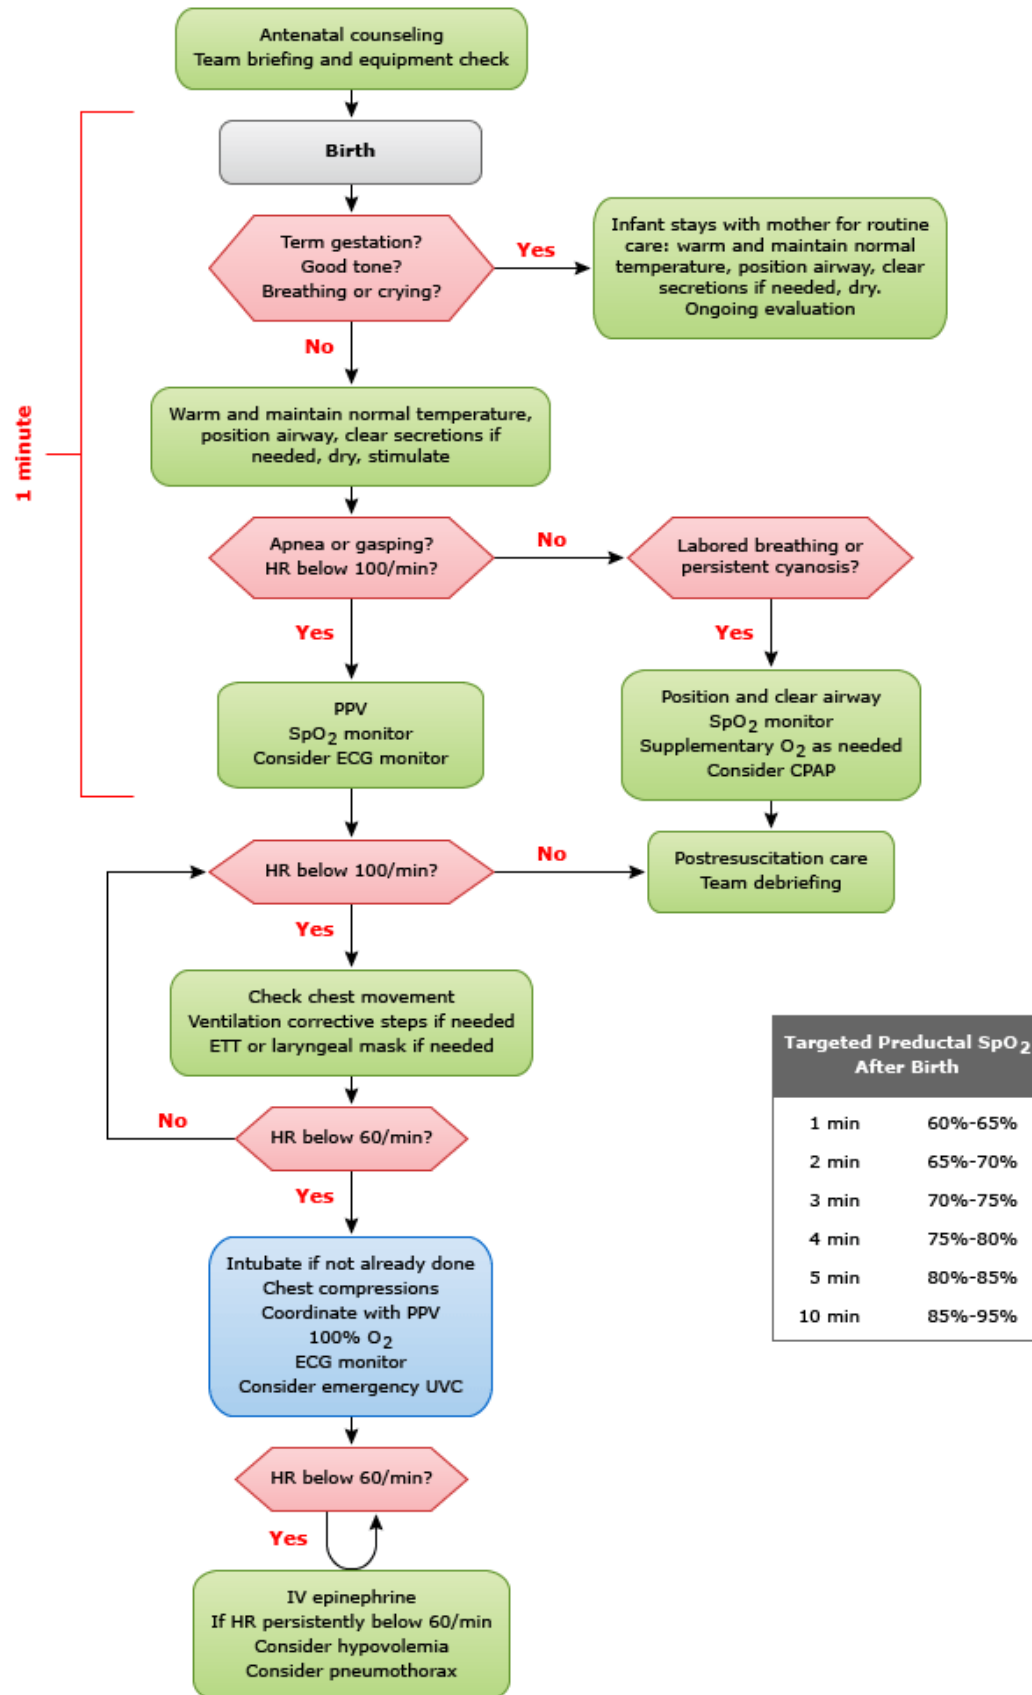 Antenatal counseling
Team briefing and equipment check
Birth
Term gestation?
Good tone?
Breathing or crying?
Yes
Infant stays with mother for routine
care: warm and maintain normal
temperature, position airway, clear
secretions if needed, dry.
Ongoing evaluation
No
1 minute
Warm and maintain normal temperature,
position airway, clear secretions if
needed, dry, stimulate
Apnea or gasping?
HR below 100/min?
No
Labored breathing or
persistent cyanosis?
Yes
Yes
PPV
SpO2 monitor
Consider ECG monitor
Position and clear airway
SpO2 monitor
Supplementary O2 as needed
Consider CPAP
HR below 100/min?
No
Postresuscitation care
Team debriefing
Yes
Check chest movement
Ventilation corrective steps if needed
ETT or laryngeal mask if needed
No
HR below 60/min?
Yes
Intubate if not already done
Chest compressions
Coordinate with PPV
100% O2
ECG monitor
Consider emergency UVC
HR below 60/min?
Yes
IV epinephrine
If HR persistently below 60/min
Consider hypovolemia
Consider pneumothorax
Targeted Preductal SpO2
After Birth
1 min 60%-65%
2 min 65%-70%
3 min 70%-75%
4 min 75%-80%
5 min 80%-85%
10 min 85%-95%